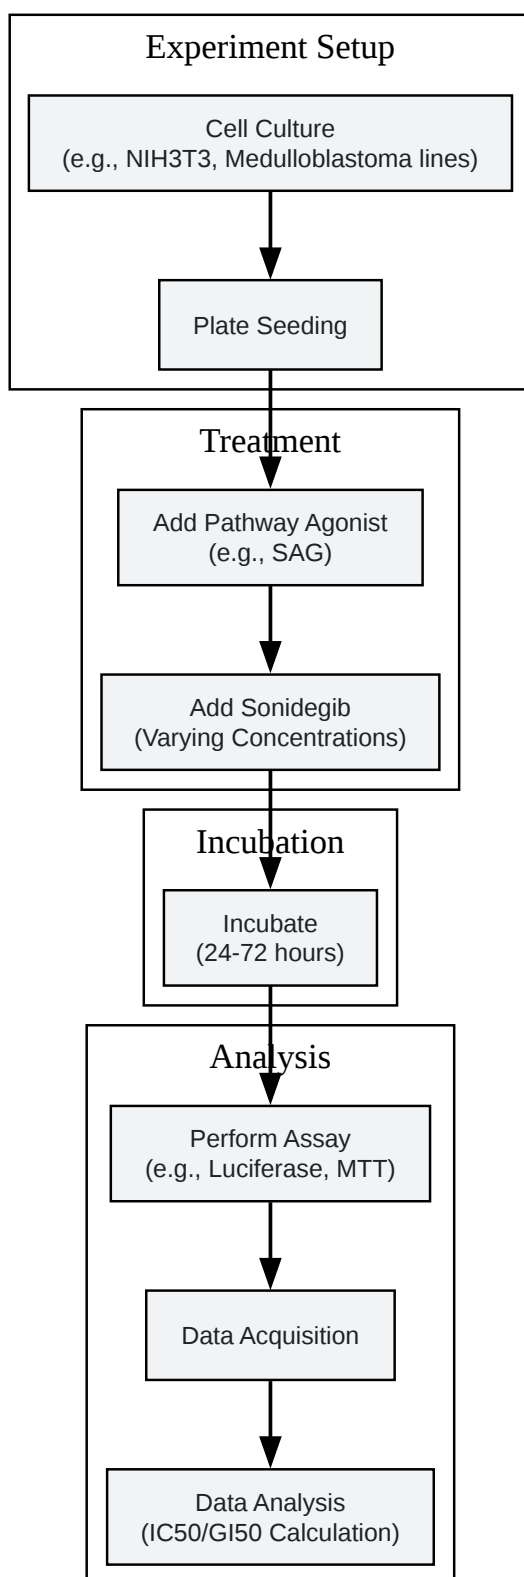 Experiment Setup
Cell Culture
(e.g., NIH3T3, Medulloblastoma lines)
Plate Seeding
Treatment
Add Pathway Agonist
(e.g., SAG)
Add Sonidegib
(Varying Concentrations)
Incubation
Incubate
(24-72 hours)
Analysis
Perform Assay
(e.g., Luciferase, MTT)
Data Acquisition
Data Analysis
(IC50/GI50 Calculation)